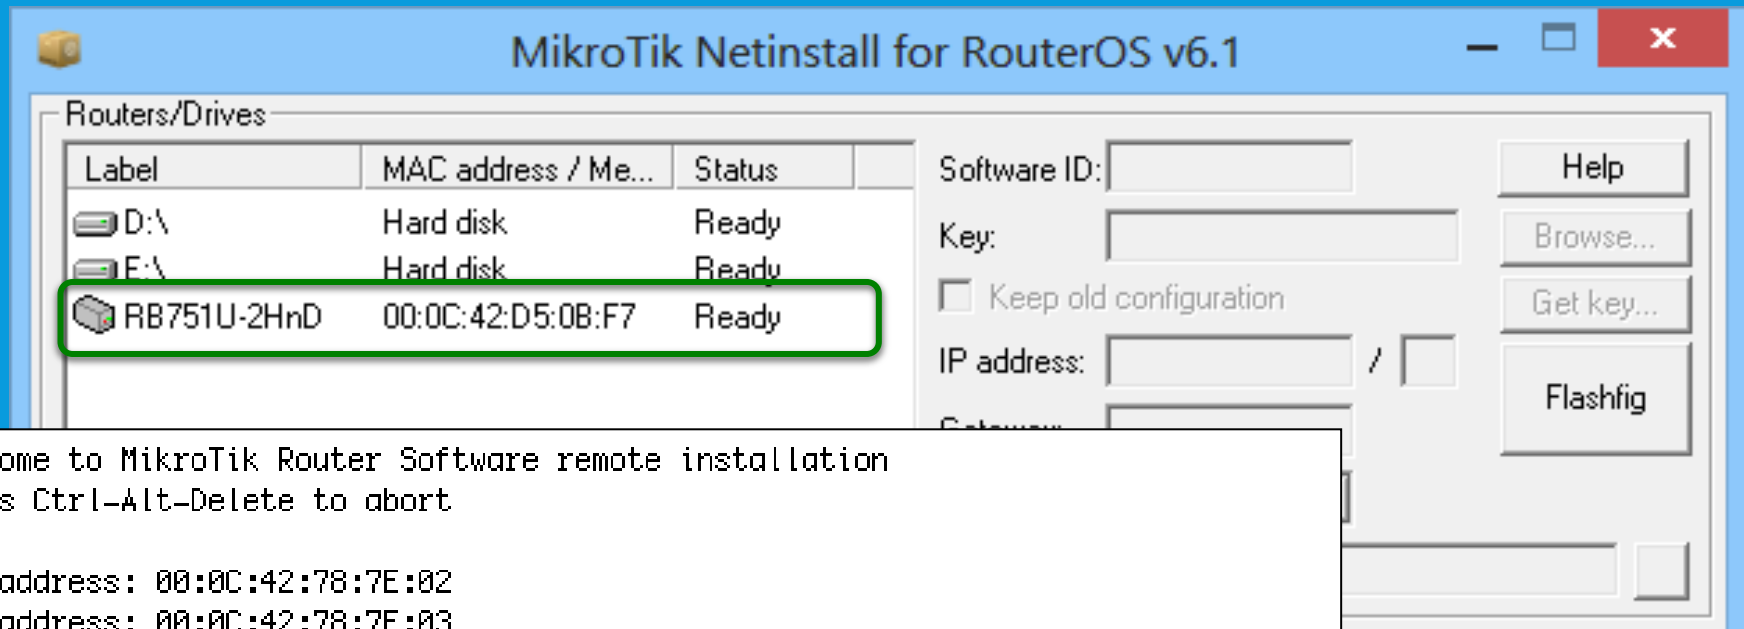 MikroTik Netinstall for RouterOS v6.1
Routers/Drives
Label MAC address / Me... Status
D:\ Hard disk Ready
E:\ Hard disk Ready
RB751U-2HnD 00:0C:42:D5:0B:F7 Ready
Software ID: Help
Key: Browse...
Keep old configuration Get key...
IP address: / Flashfig
Gateway:
ome to MikroTik Router Software remote installation
s Ctrl-Alt-Delete to abort
address: 00:0C:42:78:7E:02
address: 00:0C:42:78:7E:03